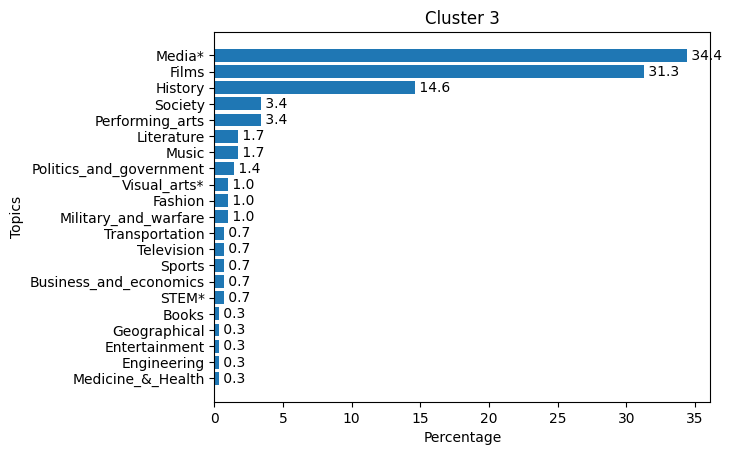 Cluster 3
Media* 34.4
Films 31.3
History 14.6
Society 3.4
Performing_arts 3.4
Literature 1.7
Music 1.7
Politics_and_government 1.4
Visual_arts* 1.0
Fashion 1.0
Military_and_warfare 1.0
Transportation 0.7
Television 0.7
Sports 0.7
Business_and_economics 0.7
STEM* 0.7
Books 0.3
Geographical 0.3
Entertainment 0.3
Engineering 0.3
Medicine_&_Health 0.3
Topics
0 5 10 15 20 25 30 35
Percentage